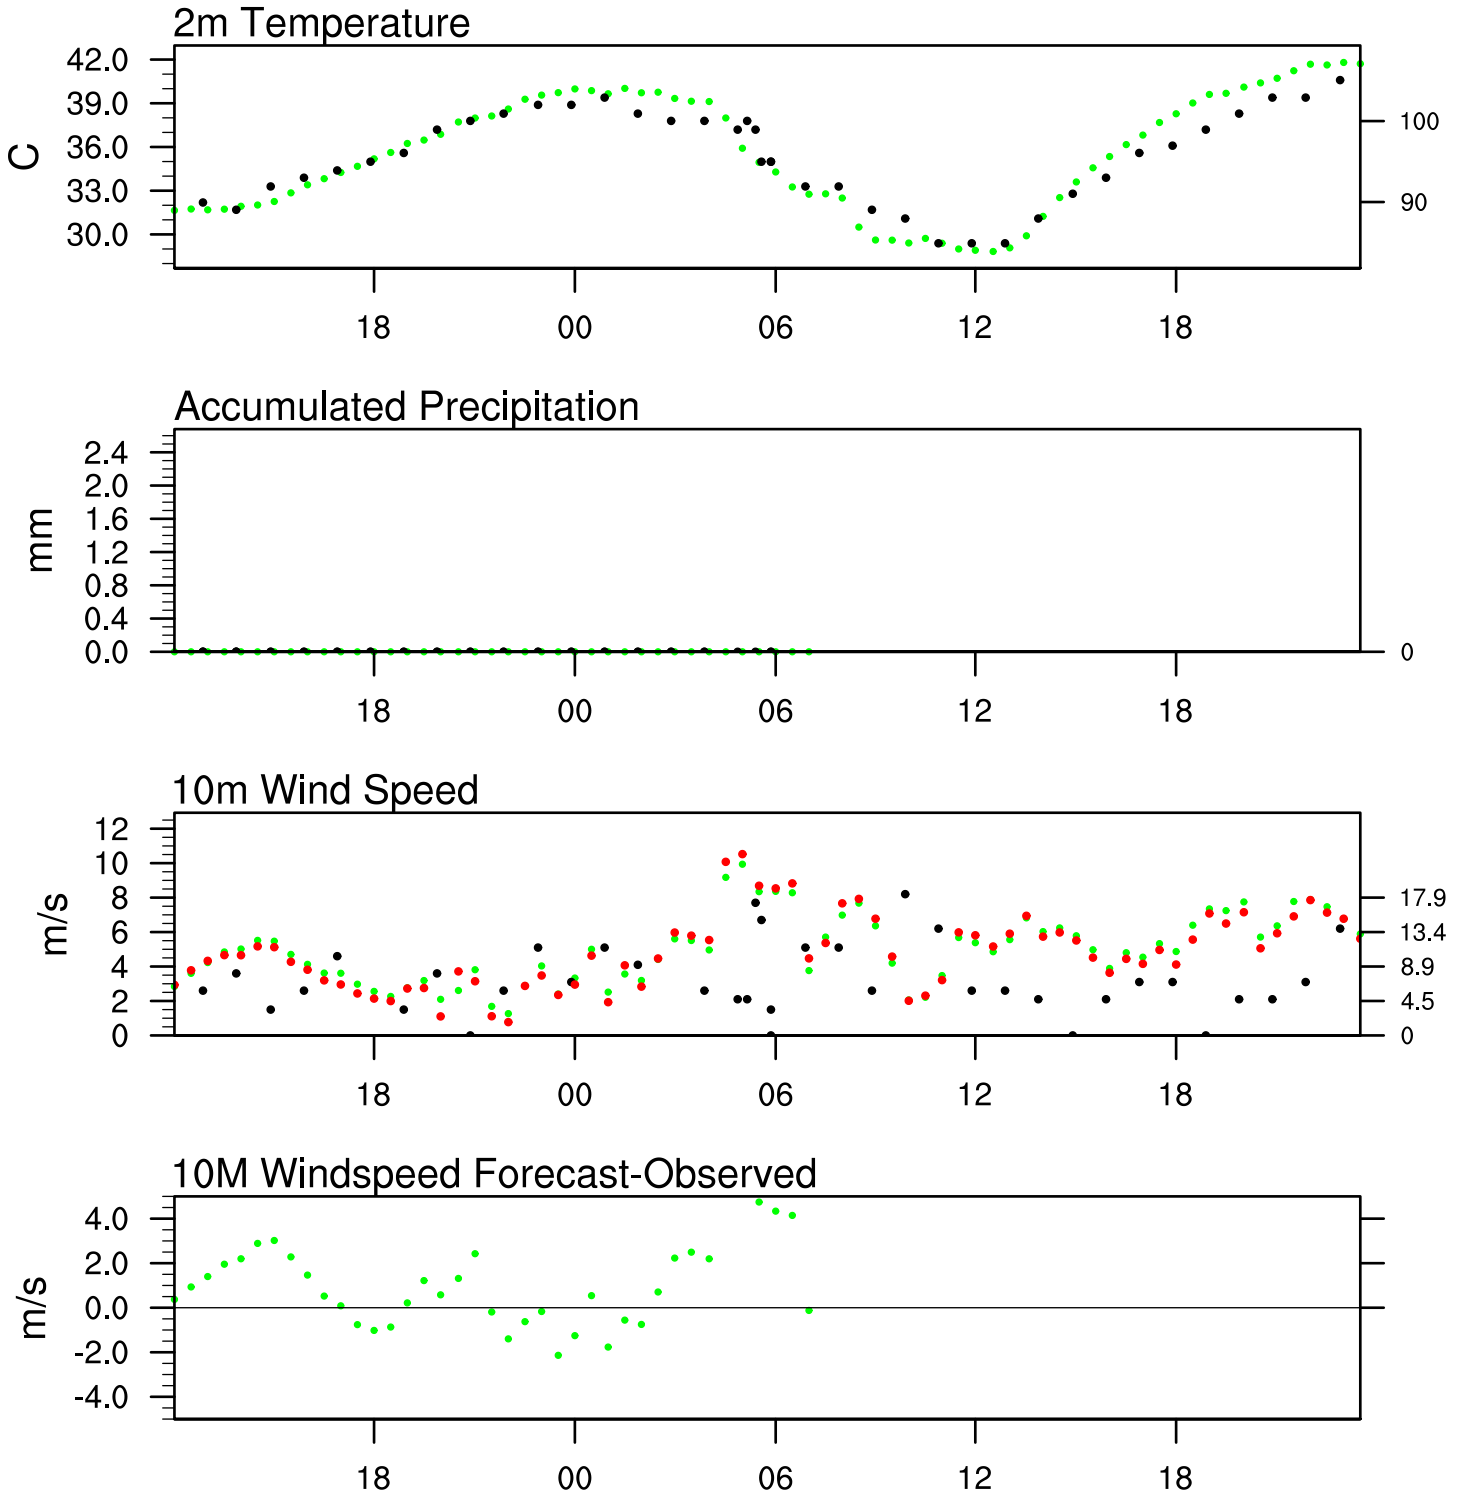 2m Temperature
42.0
39.0
36.0
33.0
30.0
C
100
90
18 00 06 12 18
Accumulated Precipitation
2.4
2.0
1.6
1.2
0.8
0.4
0.0
mm
0
18 00 06 12 18
10m Wind Speed
12
10
8
6
4
2
0
m/s
17.9
13.4
8.9
4.5
0
18 00 06 12 18
10M Windspeed Forecast-Observed
4.0
2.0
0.0
-2.0
-4.0
m/s
18 00 06 12 18